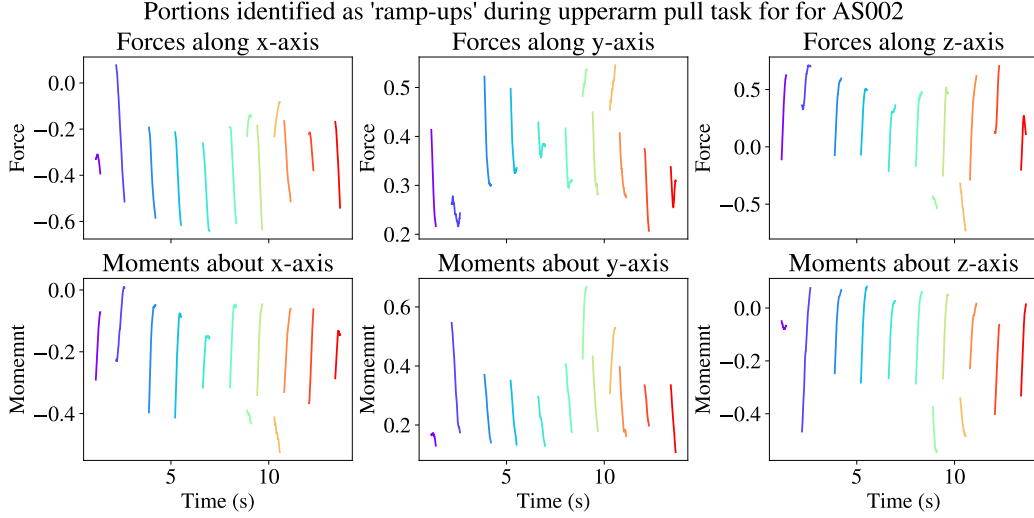 Portions identified as 'ramp-ups' during upperarm pull task for for AS002
Forces along x-axis
Forces along y-axis
Forces along z-axis
Force
0.0
−0.2
−0.4
−0.6
Force
0.5
0.4
0.3
0.2
Force
0.5
0.0
−0.5
Moments about x-axis
Moments about y-axis
Moments about z-axis
Momemnt
0.0
−0.2
−0.4
Momemnt
0.6
0.4
0.2
Momemnt
0.0
−0.2
−0.4
5
10
5
10
5
10
Time (s)
Time (s)
Time (s)